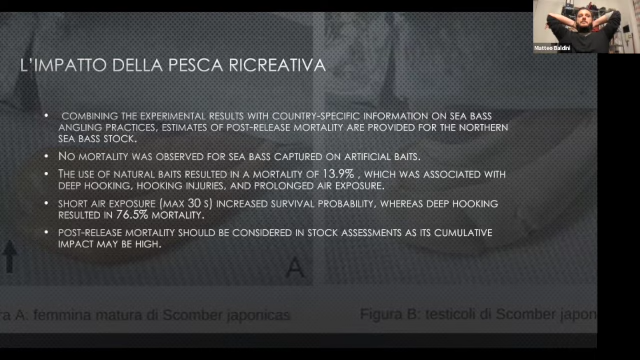 Matteo Baldini
L'IMPATTO DELLA PESCA RICREATIVA
• COMBINING THE EXPERIMENTAL RESULTS WITH COUNTRY-SPECIFIC INFORMATION ON SEA BASS
ANGLING PRACTICES, ESTIMATES OF POST-RELEASE MORTALITY ARE PROVIDED FOR THE NORTHERN
SEA BASS STOCK.
• NO MORTALITY WAS OBSERVED FOR SEA BASS CAPTURED ON ARTIFICIAL BAITS.
• THE USE OF NATURAL BAITS RESULTED IN A MORTALITY OF 13.9% , WHICH WAS ASSOCIATED WITH
DEEP HOOKING, HOOKING INJURIES, AND PROLONGED AIR EXPOSURE.
• SHORT AIR EXPOSURE (MAX 30 S) INCREASED SURVIVAL PROBABILITY, WHEREAS DEEP HOOKING
RESULTED IN 76.5% MORTALITY.
• POST-RELEASE MORTALITY SHOULD BE CONSIDERED IN STOCK ASSESSMENTS AS ITS CUMULATIVE
IMPACT MAY BE HIGH.
A
ra A: femmina matura di Scomber japonicas
Figura B: testicoli di Scomber japon